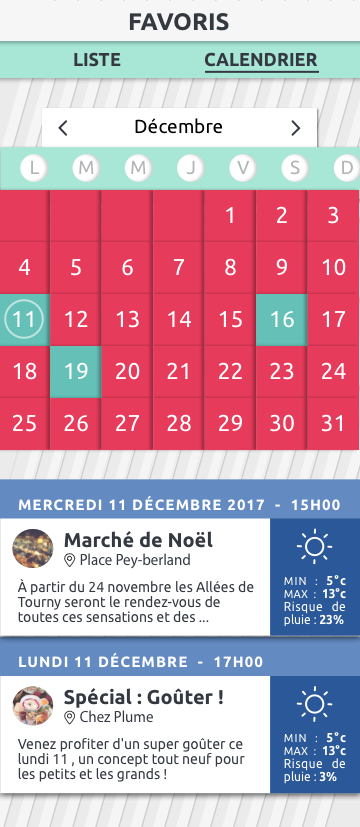 FAVORIS
LISTE CALENDRIER
Décembre
L M M J V S D
1 2 3
4 5 6 7 8 9 10
11 12 13 14 15 16 17
18 19 20 21 22 23 24
25 26 27 28 29 30 31
MERCREDI 11 DÉCEMBRE 2017 - 15H00
Marché de Noël
Place Pey-berland
À partir du 24 novembre les Allées de
Tourny seront le rendez-vous de
toutes ces sensations et des ...
MIN : 5°c
MAX : 13°c
Risque de
pluie : 23%
LUNDI 11 DÉCEMBRE - 17H00
Spécial : Goûter !
Chez Plume
Venez profiter d'un super goûter ce
lundi 11 , un concept tout neuf pour
les petits et les grands !
MIN : 5°c
MAX : 13°c
Risque de
pluie : 3%